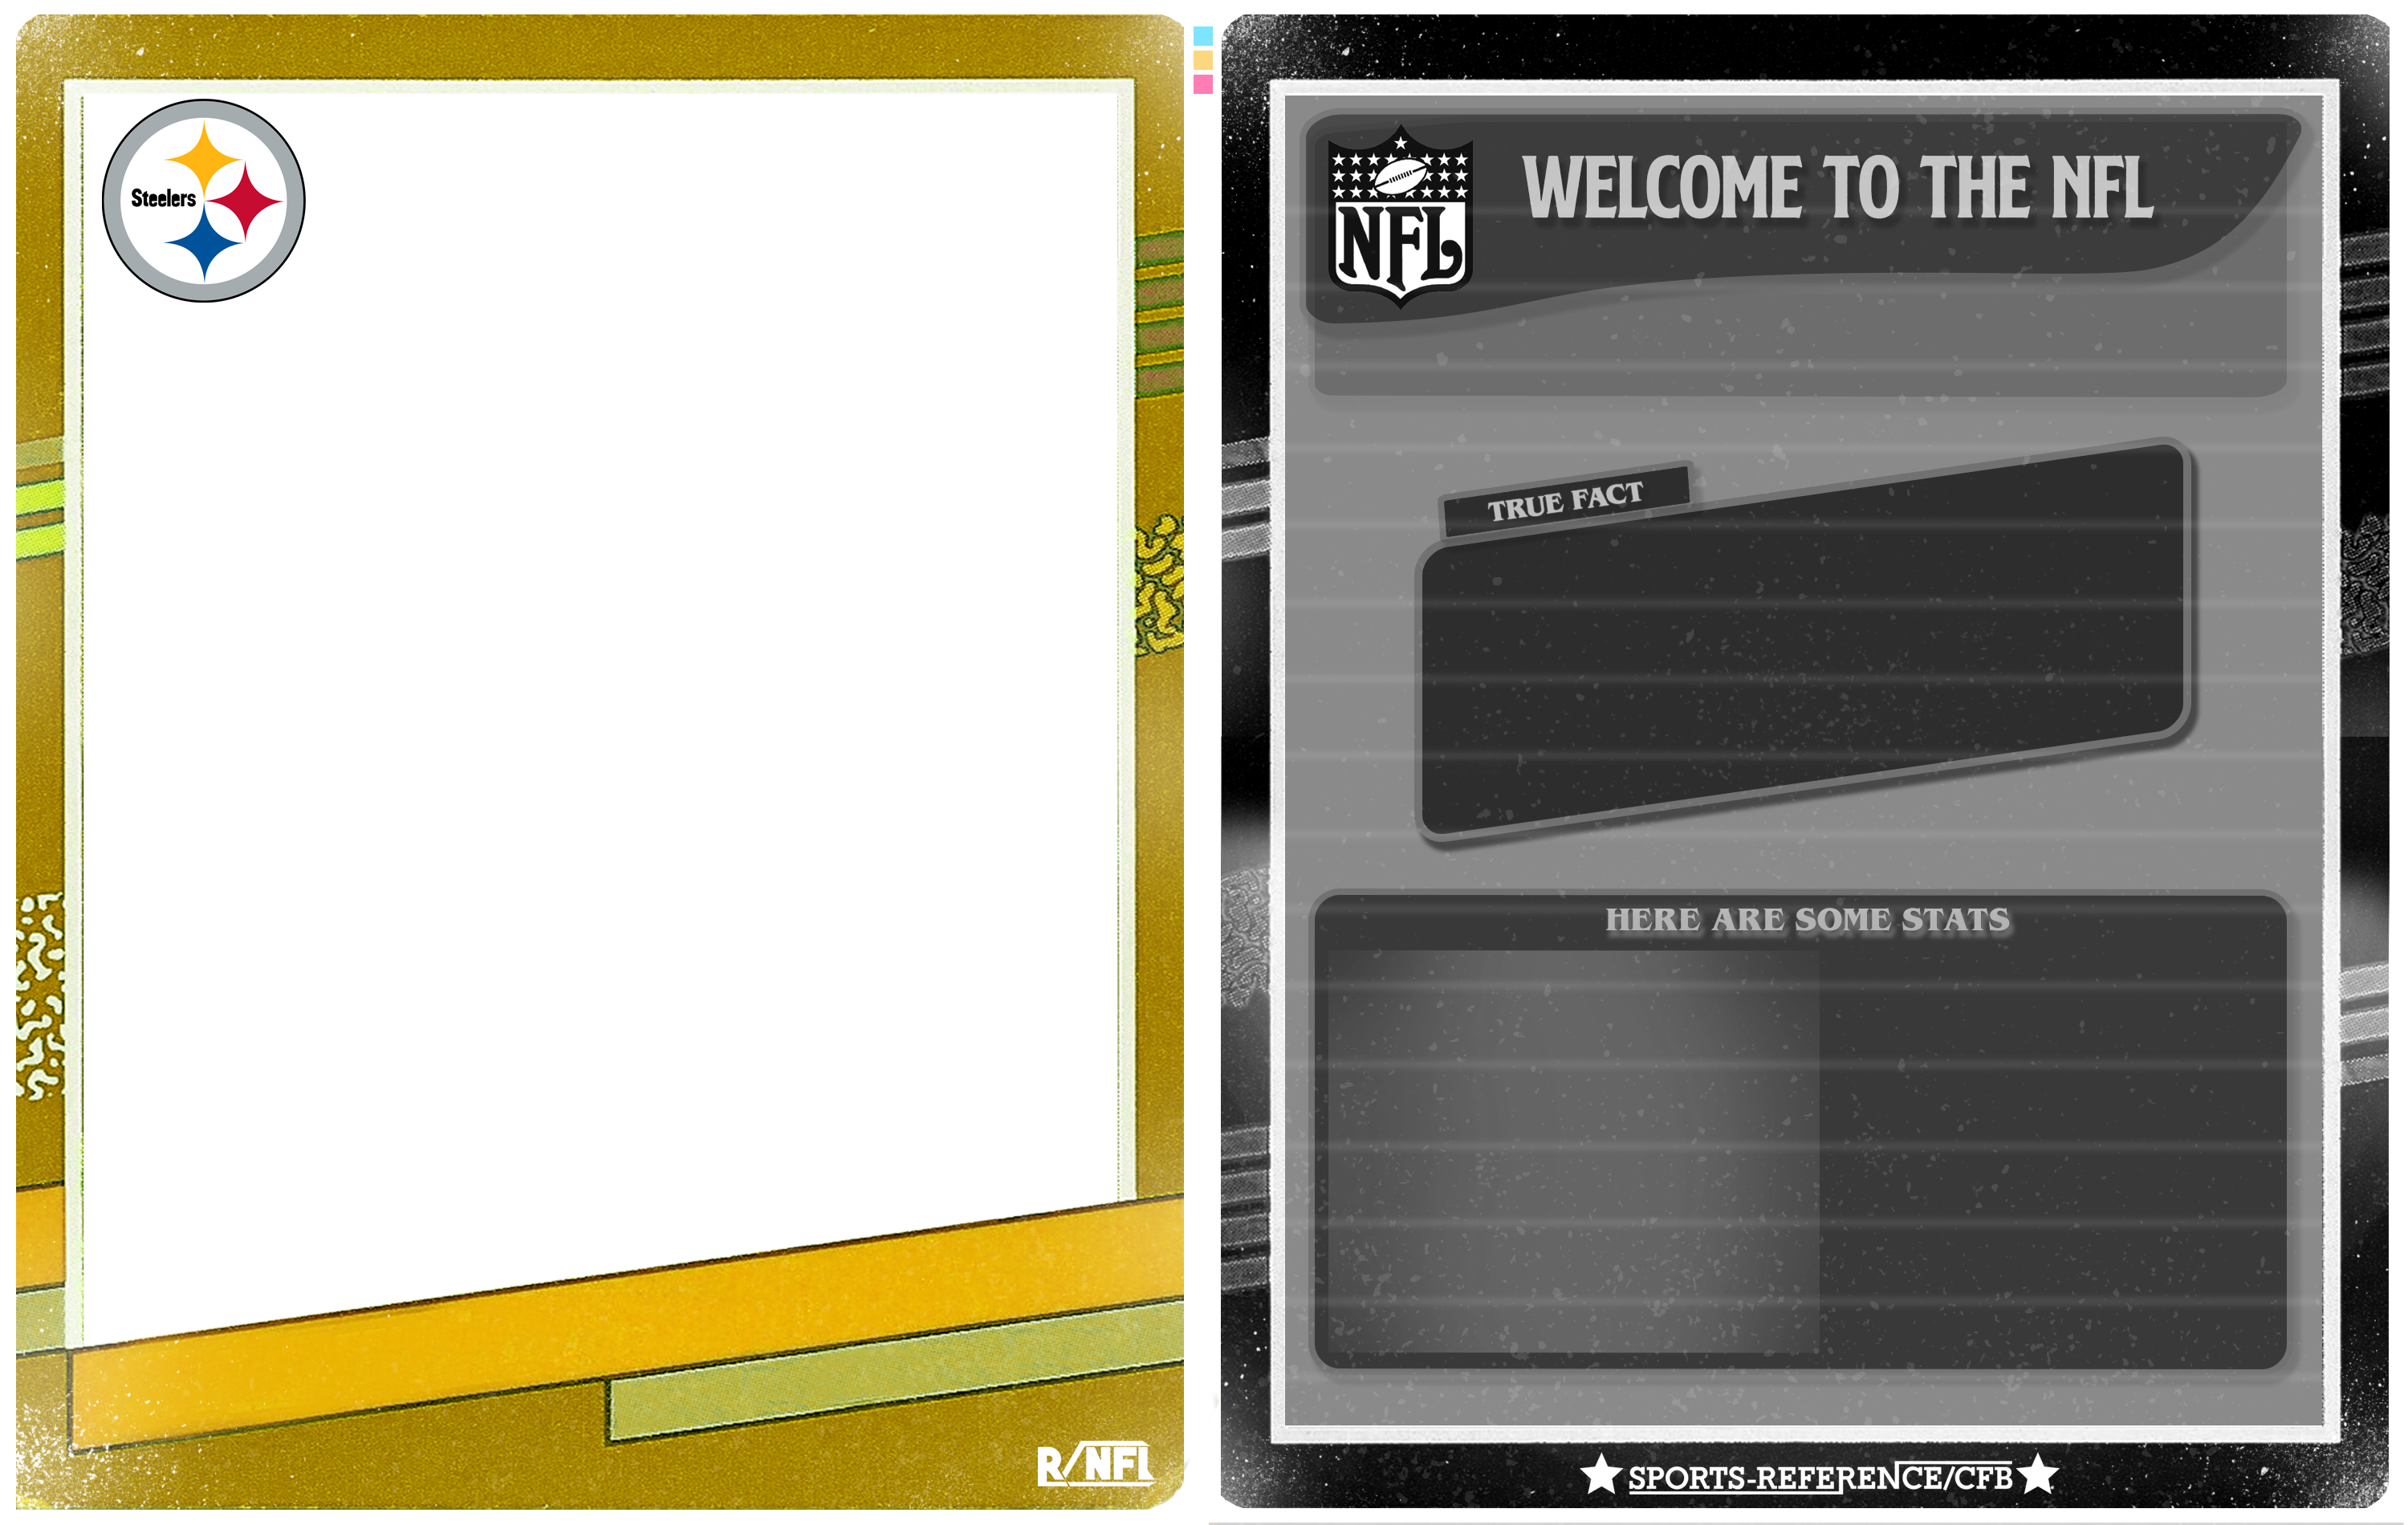 Steelers
R/NFL
NFL
WELCOME TO THE NFL
TRUE FACT
HERE ARE SOME STATS
SPORTS-REFERENCE/CFB